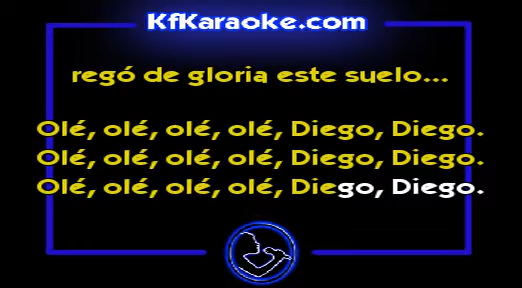 KfKaraoke.com
regó de gloria este suelo...
Olé, olé, olé, olé, Diego, Diego.
Olé, olé, olé, olé, Diego, Diego.
Olé, olé, olé, olé, Diego, Diego.